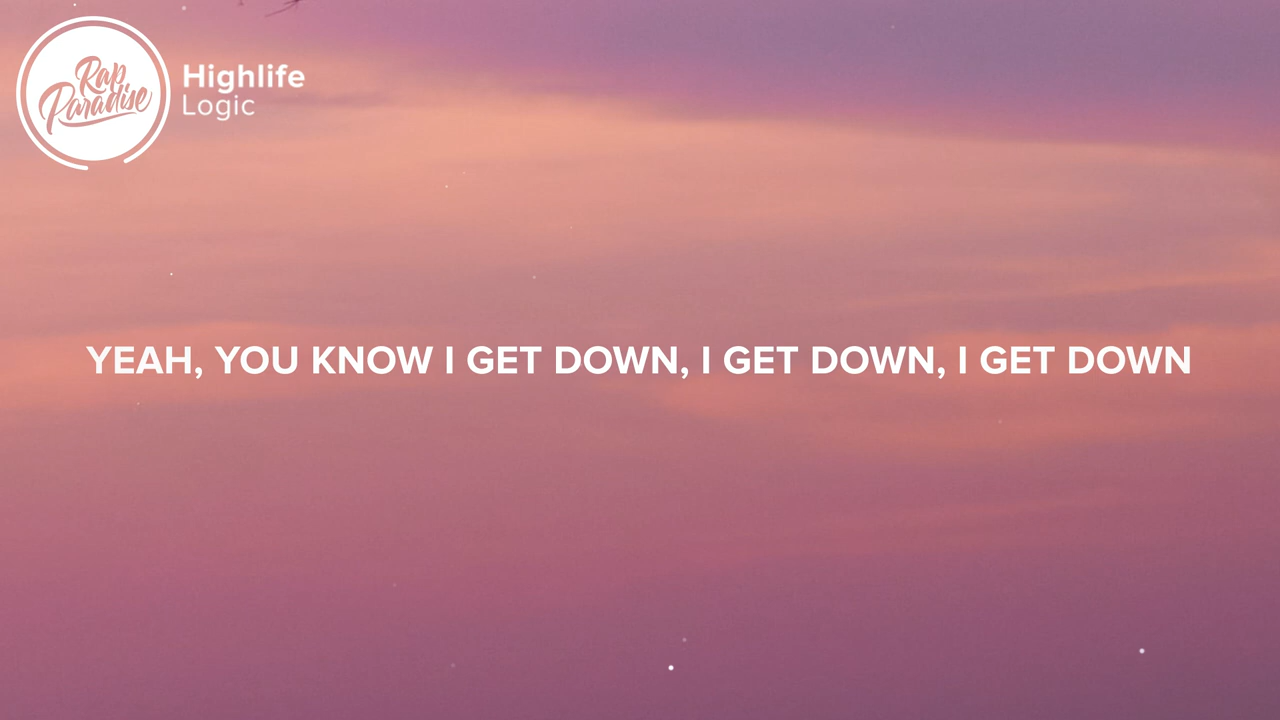 Rap
Paradise
Highlife
Logic
YEAH, YOU KNOW I GET DOWN, I GET DOWN, I GET DOWN